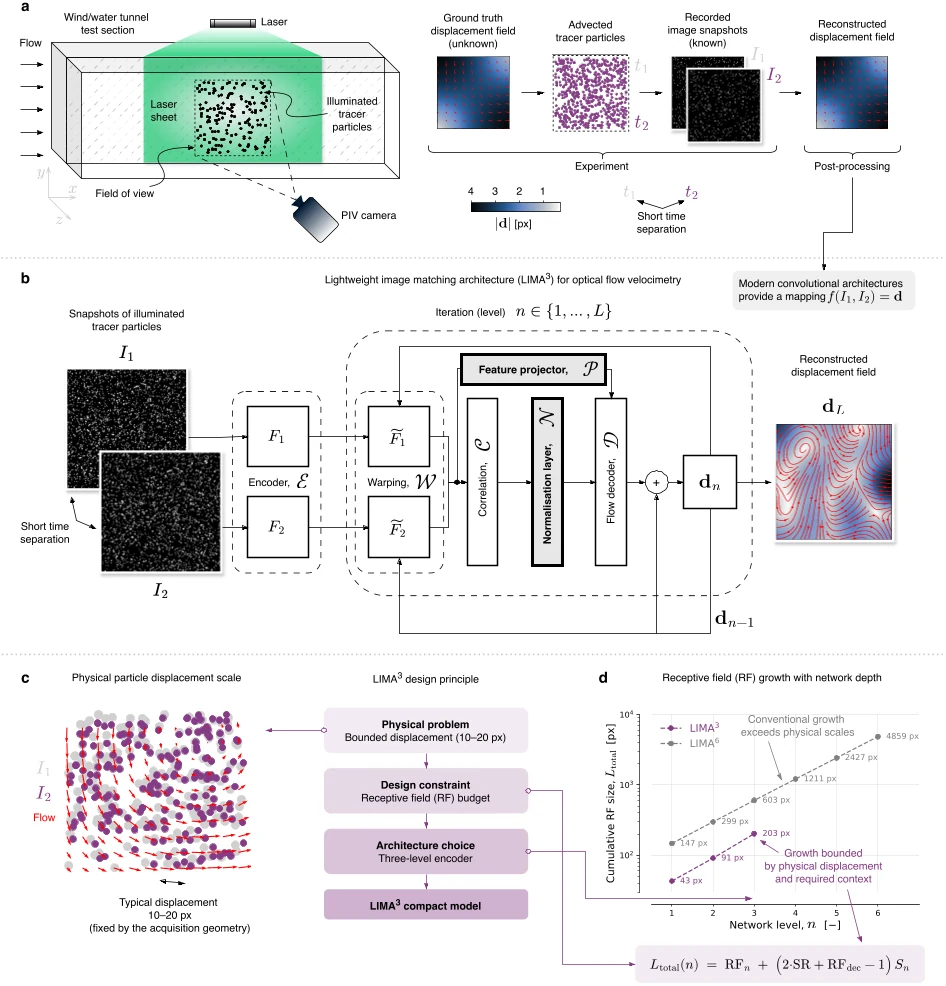 a
Wind/water tunnel
test section
Laser
Flow
Laser
sheet
Illuminated
tracer
particles
Field of view
PIV camera
y
x
z
Ground truth
displacement field
(unknown)
Advected
tracer particles
Recorded
image snapshots
(known)
Reconstructed
displacement field
t₁
t₂
I₁
I₂
Experiment
Post-processing
4 3 2 1
|d| [px]
t₁ t₂
Short time
separation
Modern convolutional architectures
provide a mapping f(I₁, I₂) = d
b
Lightweight image matching architecture (LIMA³) for optical flow velocimetry
Snapshots of illuminated
tracer particles
Iteration (level) n ∈ {1, … , L}
I₁
I₂
Short time
separation
F₁
Encoder, ℰ
F₂
F̃₁
Warping, 𝒲
F̃₂
Feature projector, 𝒫
Correlation, 𝒞
Normalisation layer, 𝒩
Flow decoder, 𝒟
+
dₙ
dₙ₋₁
Reconstructed
displacement field
d_L
c
Physical particle displacement scale
I₁
I₂
Flow
Typical displacement
10–20 px
(fixed by the acquisition geometry)
LIMA³ design principle
Physical problem
Bounded displacement (10–20 px)
Design constraint
Receptive field (RF) budget
Architecture choice
Three-level encoder
LIMA³ compact model
d
Receptive field (RF) growth with network depth
Cumulative RF size, L_total [px]
10⁴
10³
10²
LIMA³
LIMA⁶
Conventional growth
exceeds physical scales
4859 px
2427 px
1211 px
603 px
299 px
147 px
203 px
91 px
43 px
Growth bounded
by physical displacement
and required context
1 2 3 4 5 6
Network level, n [−]
L_total(n) = RFₙ + (2·SR + RF_dec − 1) Sₙ